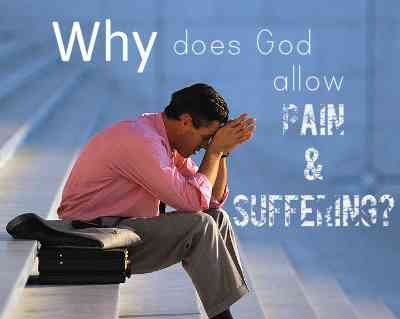 Why does God
allow
PAIN
&
SUFFERING?